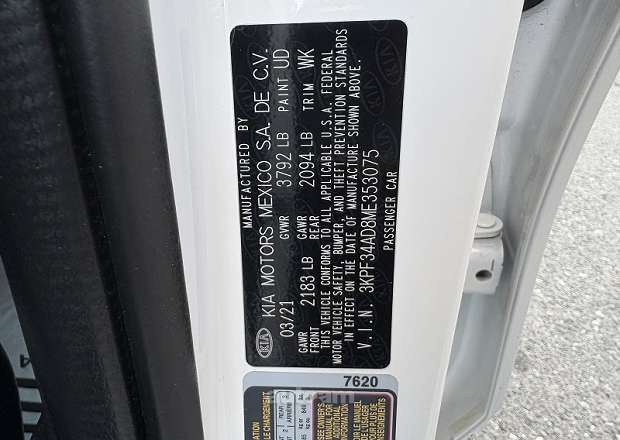 MANUFACTURED BY
KIA KIA MOTORS MEXICO S.A. DE C.V.
03/21 GVWR 3792 LB PAINT UD
GAWR FRONT 2183 LB GAWR REAR 2094 LB TRIM WK
THIS VEHICLE CONFORMS TO ALL APPLICABLE U.S.A. FEDERAL
MOTOR VEHICLE SAFETY, BUMPER, AND THEFT PREVENTION STANDARDS
IN EFFECT ON THE DATE OF MANUFACTURE SHOWN ABOVE.
V.I.N. 3KPF34AD8ME353075
PASSENGER CAR
7620